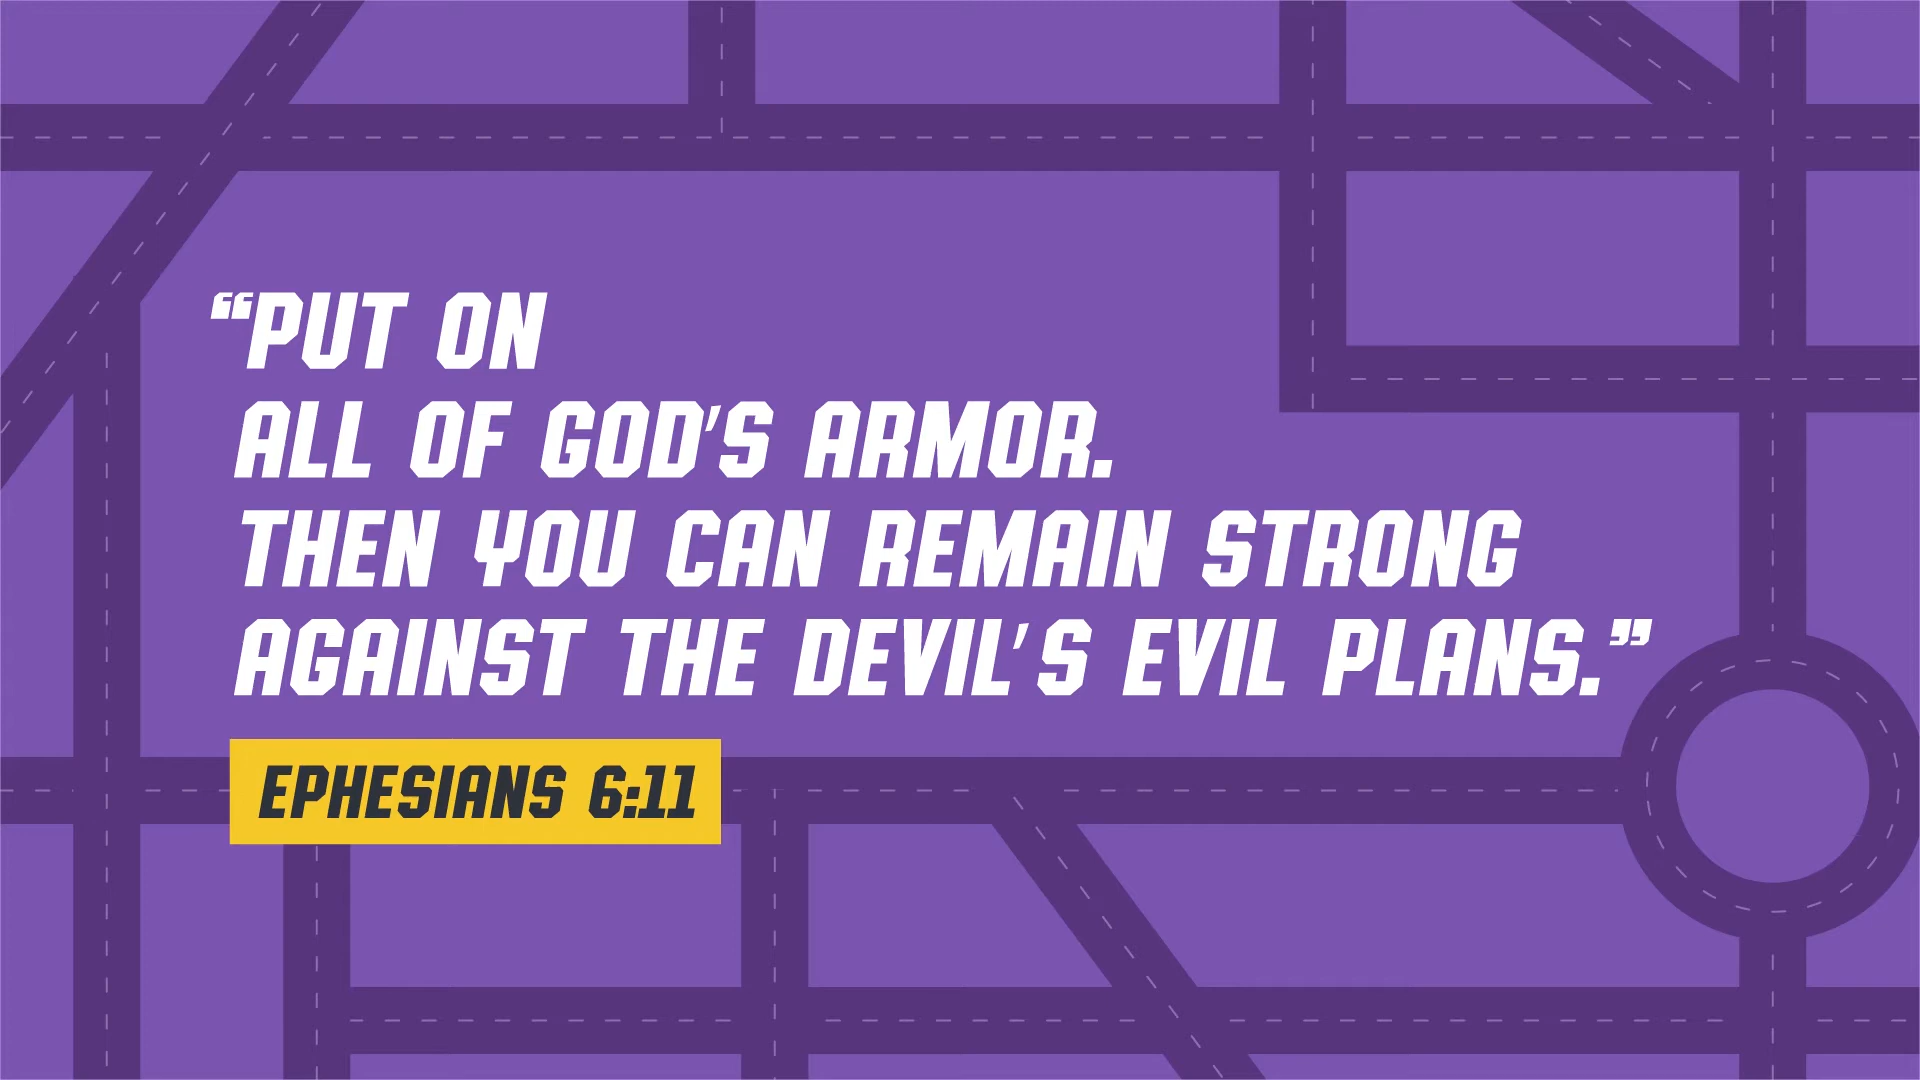 “PUT ON
ALL OF GOD'S ARMOR.
THEN YOU CAN REMAIN STRONG
AGAINST THE DEVIL'S EVIL PLANS.”
EPHESIANS 6:11